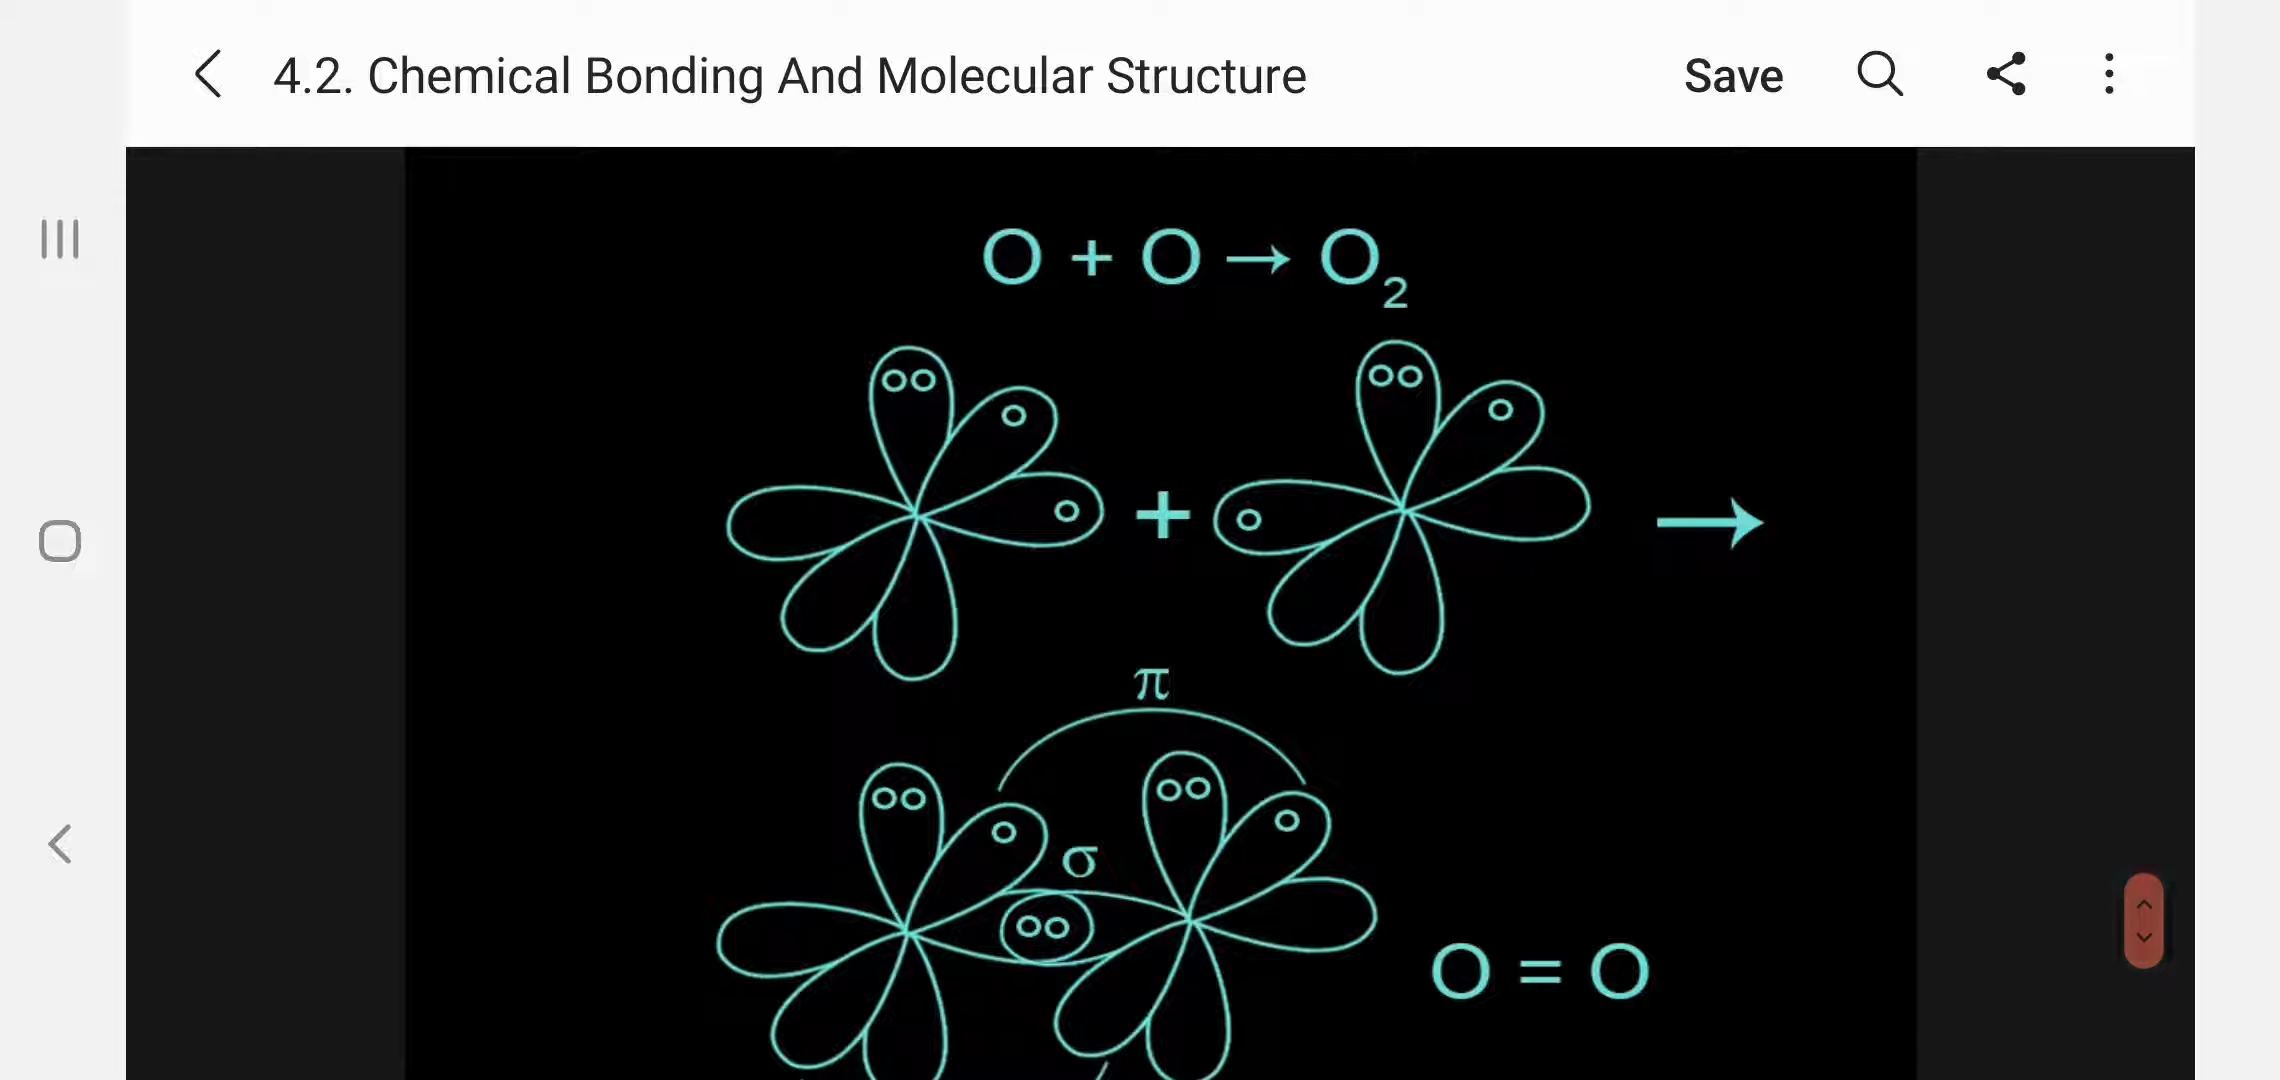 4.2. Chemical Bonding And Molecular Structure
Save
O + O → O₂
+
→
π
σ
O = O